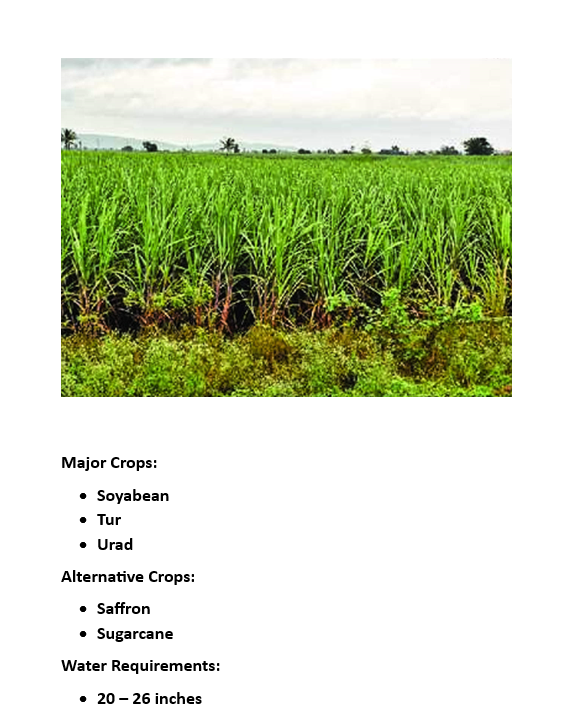 Major Crops:
• Soyabean
• Tur
• Urad
Alternative Crops:
• Saffron
• Sugarcane
Water Requirements:
• 20 – 26 inches